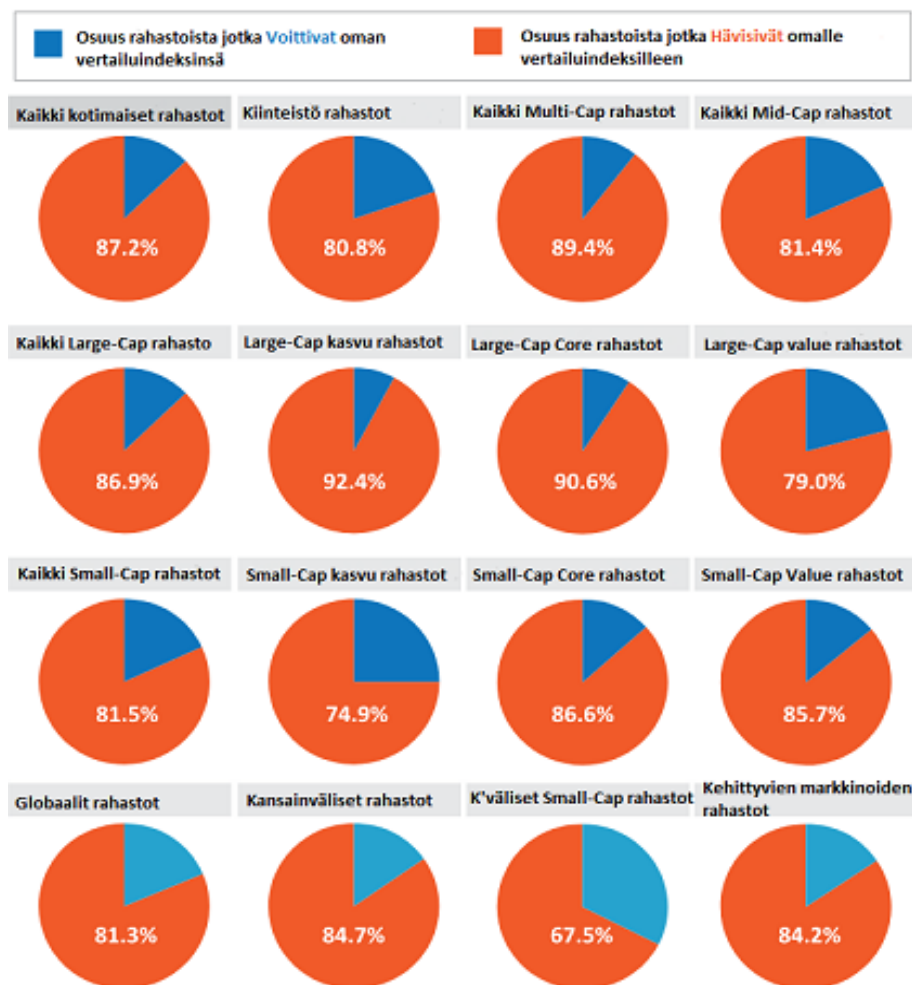 Osuus rahastoista jotka Voittivat oman
vertailuindeksinsä
Osuus rahastoista jotka Hävisivät omalle
vertailuindeksilleen
Kaikki kotimaiset rahastot
Kiinteistö rahastot
Kaikki Multi-Cap rahastot
Kaikki Mid-Cap rahastot
87.2%
80.8%
89.4%
81.4%
Kaikki Large-Cap rahasto
Large-Cap kasvu rahastot
Large-Cap Core rahastot
Large-Cap value rahastot
86.9%
92.4%
90.6%
79.0%
Kaikki Small-Cap rahastot
Small-Cap kasvu rahastot
Small-Cap Core rahastot
Small-Cap Value rahastot
81.5%
74.9%
86.6%
85.7%
Globaalit rahastot
Kansainväliset rahastot
K'väliset Small-Cap rahastot
Kehittyvien markkinoiden
rahastot
81.3%
84.7%
67.5%
84.2%